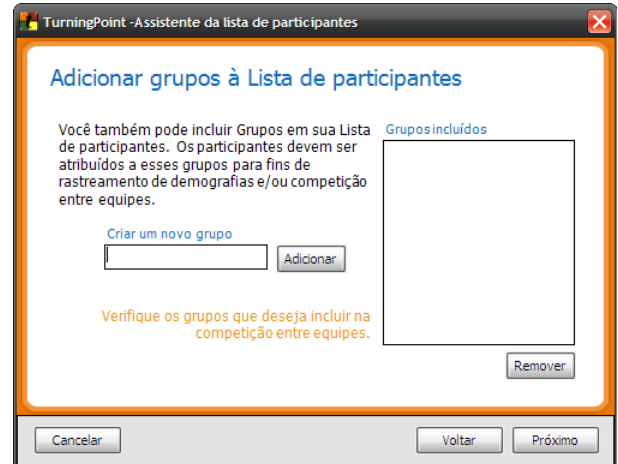 TurningPoint -Assistente da lista de participantes
Adicionar grupos à Lista de participantes
Você também pode incluir Grupos em sua Lista
de participantes. Os participantes devem ser
atribuídos a esses grupos para fins de
rastreamento de demografias e/ou competição
entre equipes.
Grupos incluídos
Criar um novo grupo
Adicionar
Verifique os grupos que deseja incluir na
competição entre equipes.
Remover
Cancelar
Voltar
Próximo